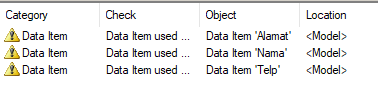 Category Check Object Location
Data Item Data Item used ... Data Item 'Alamat' <Model>
Data Item Data Item used ... Data Item 'Nama' <Model>
Data Item Data Item used ... Data Item 'Telp' <Model>